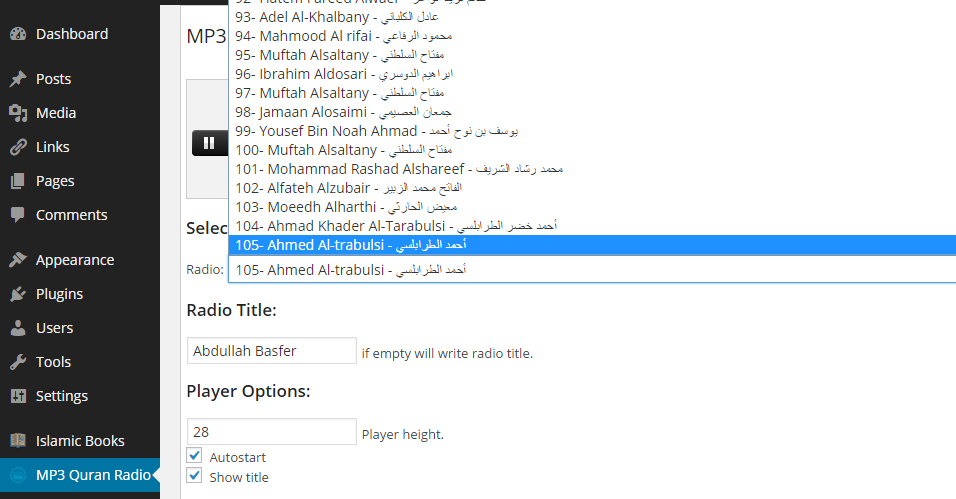 Dashboard
Posts
Media
Links
Pages
Comments
Appearance
Plugins
Users
Tools
Settings
Islamic Books
MP3 Quran Radio
MP3
93- Adel Al-Khalbany - عادل الكلباني
94- Mahmood Al rifai - محمود الرفاعي
95- Muftah Alsaltany - مفتاح السلطني
96- Ibrahim Aldosari - ابراهيم الدوسري
97- Muftah Alsaltany - مفتاح السلطني
98- Jamaan Alosaimi - جمعان العصيمي
99- Yousef Bin Noah Ahmad - يوسف بن نوح أحمد
100- Muftah Alsaltany - مفتاح السلطني
101- Mohammad Rashad Alshareef - محمد رشاد الشريف
102- Alfateh Alzubair - الفاتح محمد الزبير
103- Moeedh Alharthi - معيض الحارثي
104- Ahmad Khader Al-Tarabulsi - أحمد خضر الطرابلسي
105- Ahmed Al-trabulsi - أحمد الطرابلسي
Selec
Radio: 105- Ahmed Al-trabulsi - أحمد الطرابلسي
Radio Title:
Abdullah Basfer if empty will write radio title.
Player Options:
28 Player height.
Autostart
Show title